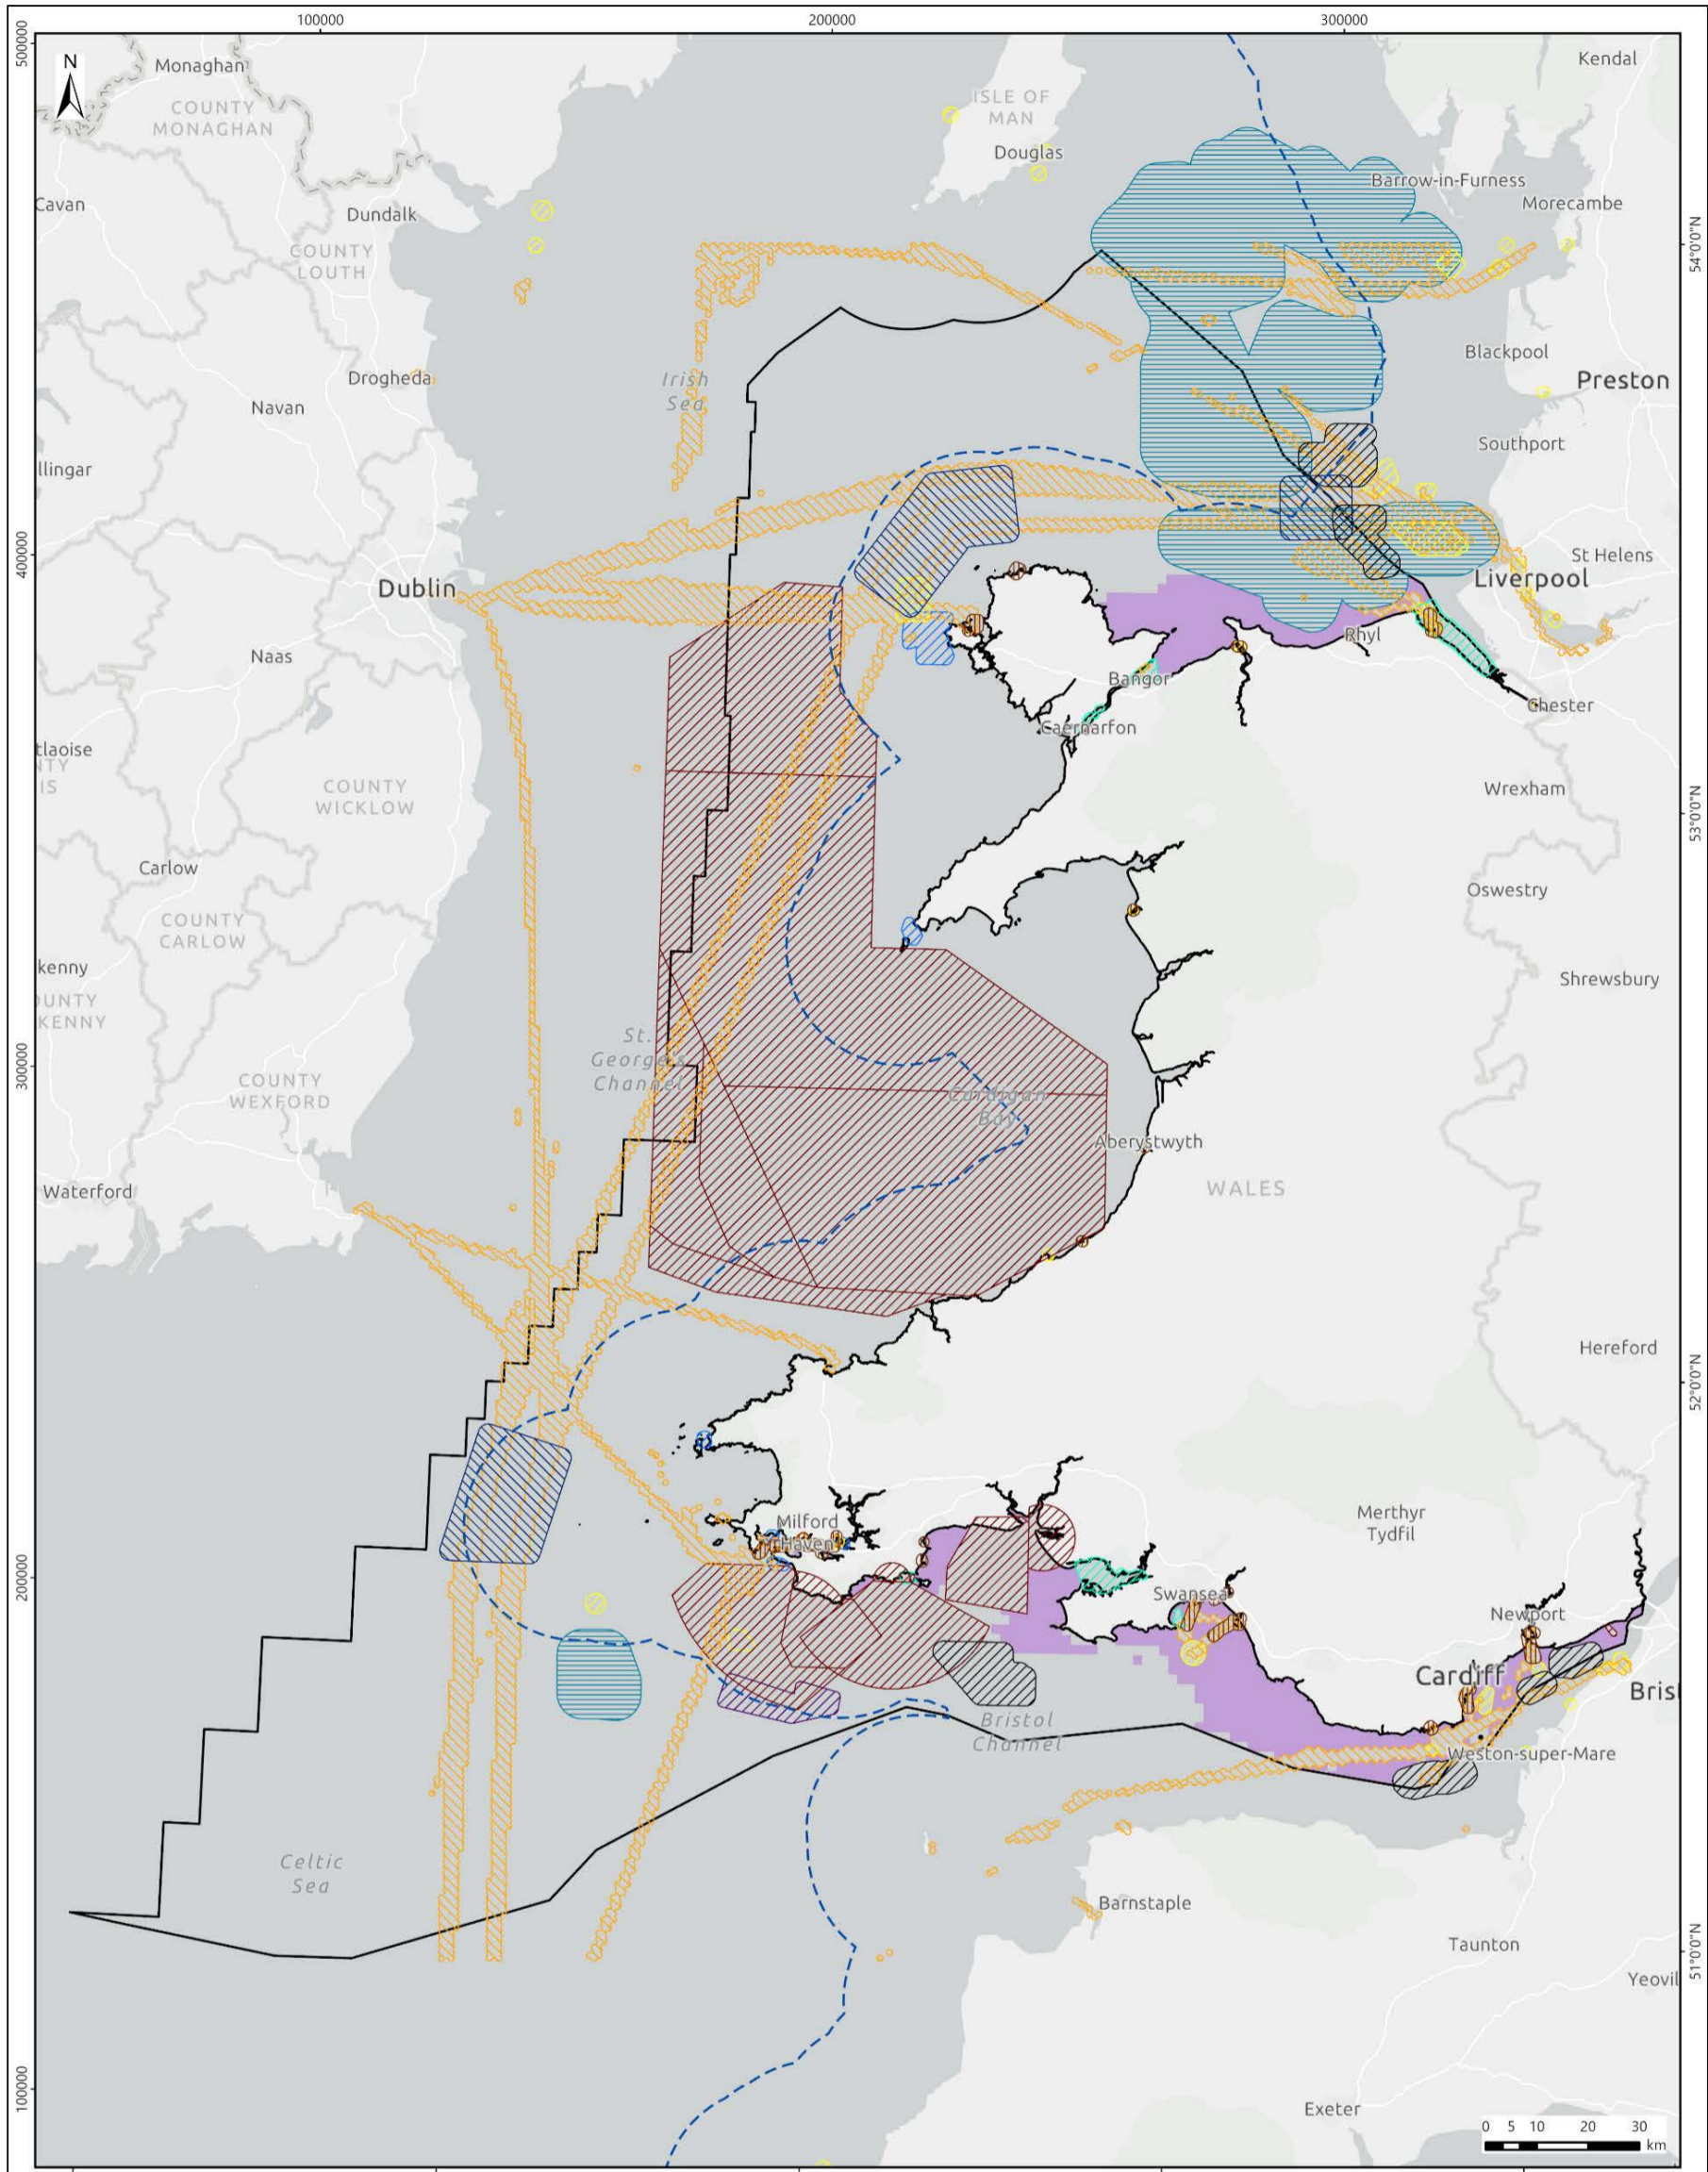 100000
200000
300000
500000
400000
300000
200000
100000
54°0'0"N
53°0'0"N
52°0'0"N
51°0'0"N
N
Monaghan
COUNTY
MONAGHAN
Cavan
Dundalk
COUNTY
LOUTH
Drogheda
Navan
llingar
Dublin
Naas
tlaoise
NTY
IS
COUNTY
WICKLOW
Carlow
COUNTY
CARLOW
kenny
OUNTY
KENNY
COUNTY
WEXFORD
Waterford
ISLE OF
MAN
Douglas
Kendal
Barrow-in-Furness
Morecambe
Blackpool
Preston
Southport
St Helens
Liverpool
Irish
Sea
Rhyl
Bangor
Caernarfon
Chester
Wrexham
Oswestry
Shrewsbury
St.
George's
Channel
Cardigan
Bay
Aberystwyth
WALES
Hereford
Milford
Haven
Merthyr
Tydfil
Swansea
Newport
Cardiff
Brist
Bristol
Channel
Weston-super-Mare
Celtic
Sea
Barnstaple
Taunton
Yeovil
Exeter
0 5 10 20 30
km